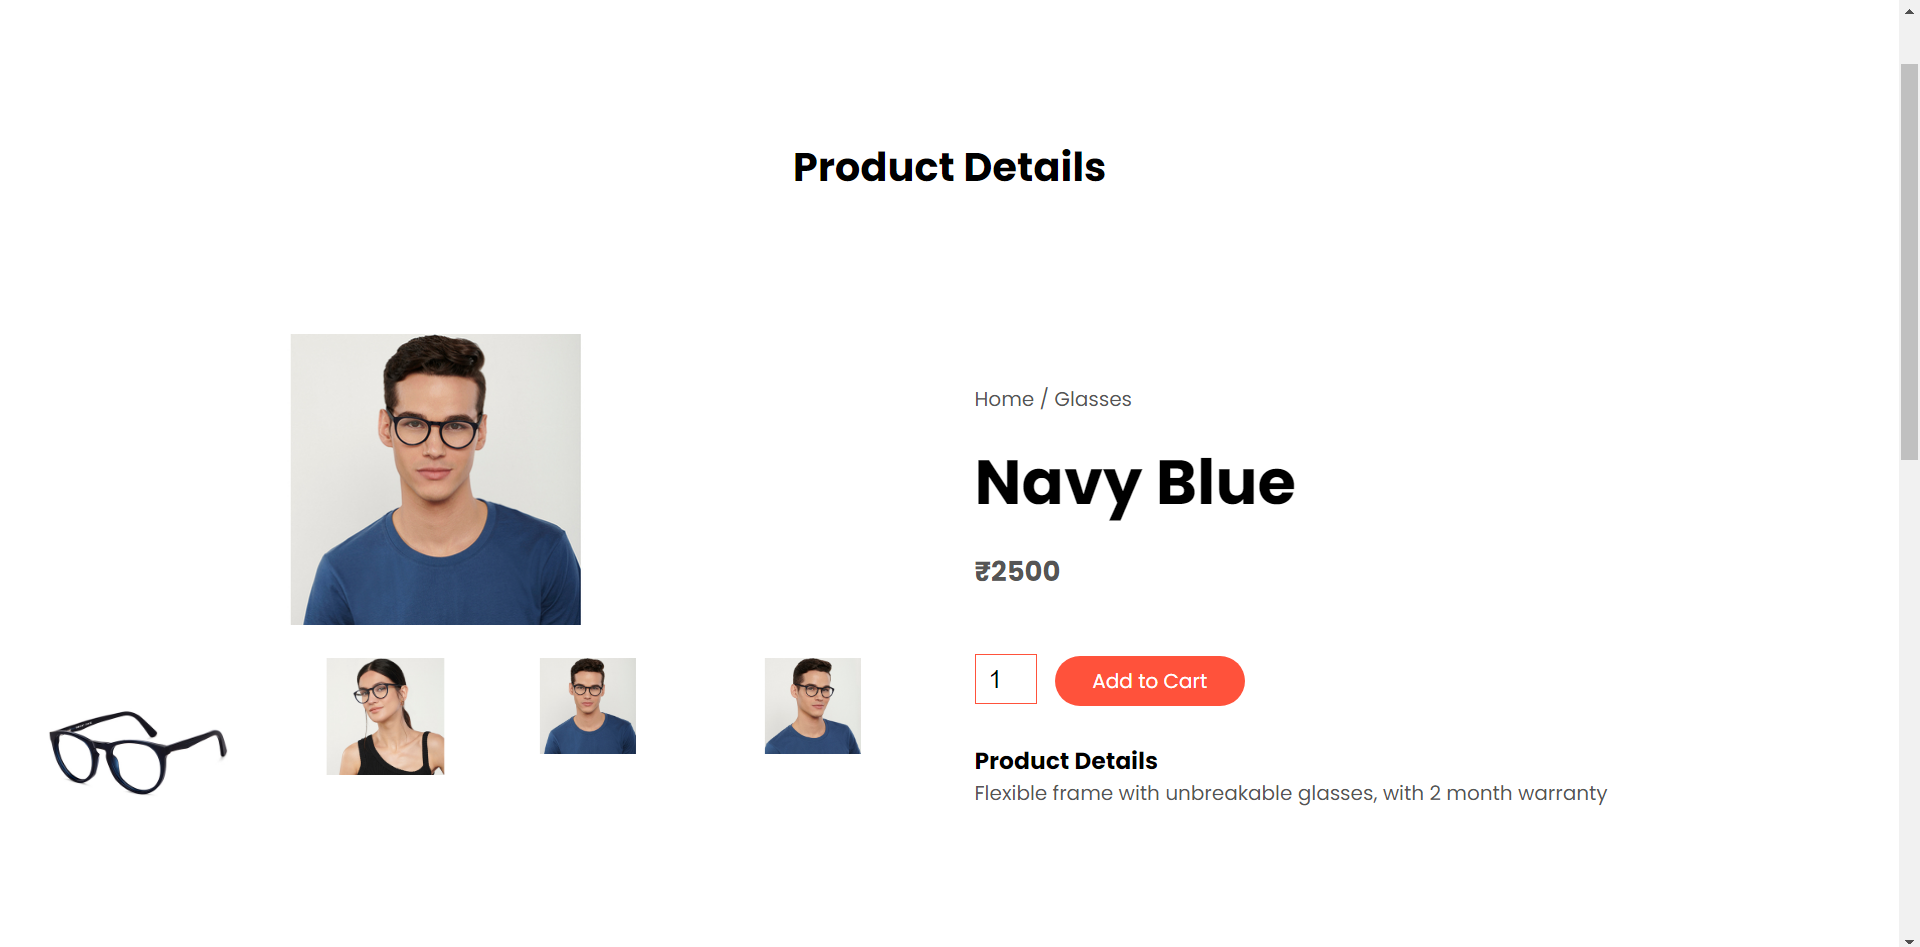 Product Details
Home / Glasses
Navy Blue
₹2500
1
Add to Cart
Product Details
Flexible frame with unbreakable glasses, with 2 month warranty